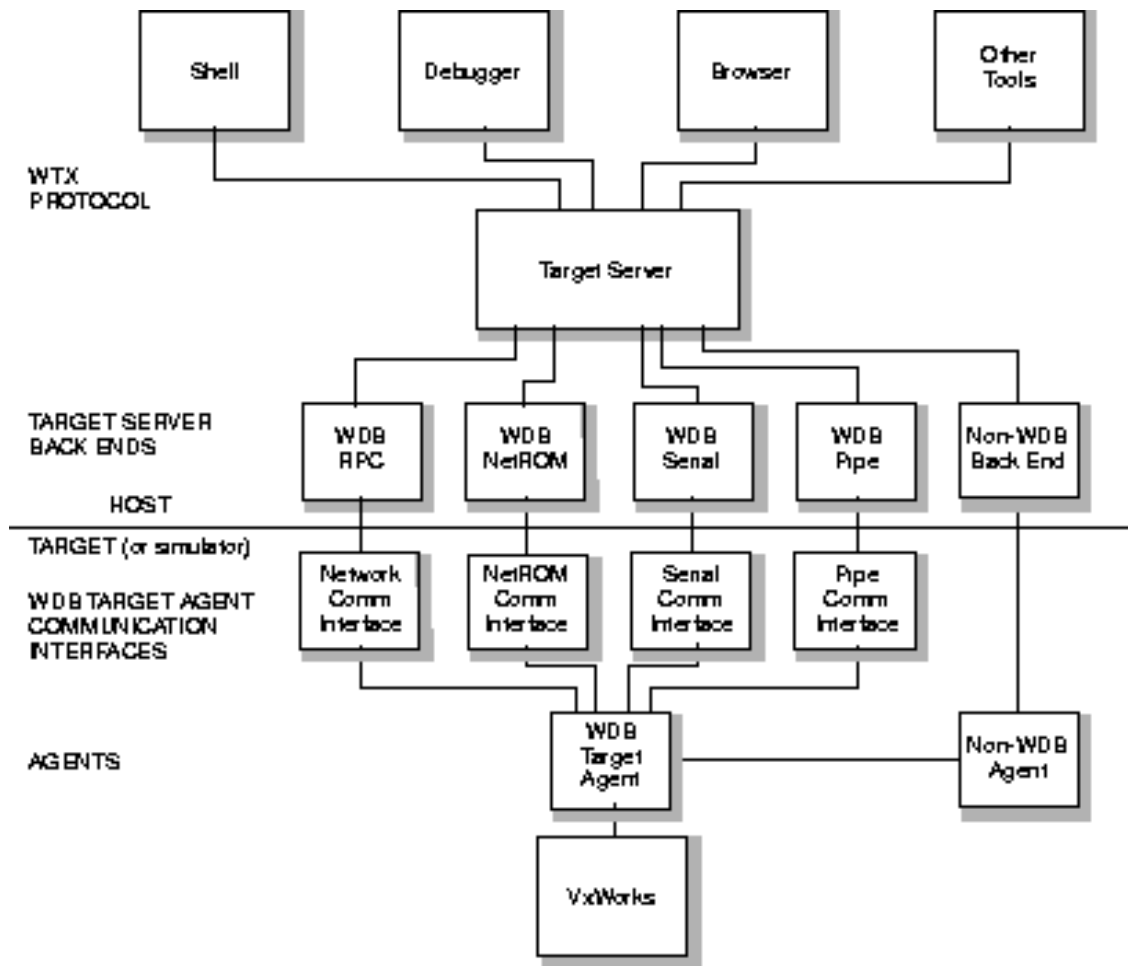 Shell
Debugger
Browser
Other
Tools
WTX
PROTOCOL
Target Server
TARGET SERVER
BACK ENDS
WDB
RPC
WDB
NetROM
WDB
Serial
WDB
Pipe
Non-WDB
Back End
HOST
TARGET (or simulator)
WDB TARGET AGENT
COMMUNICATION
INTERFACES
Network
Comm
Interface
NetROM
Comm
Interface
Serial
Comm
Interface
Pipe
Comm
Interface
AGENTS
WDB
Target
Agent
Non-WDB
Agent
VxWorks